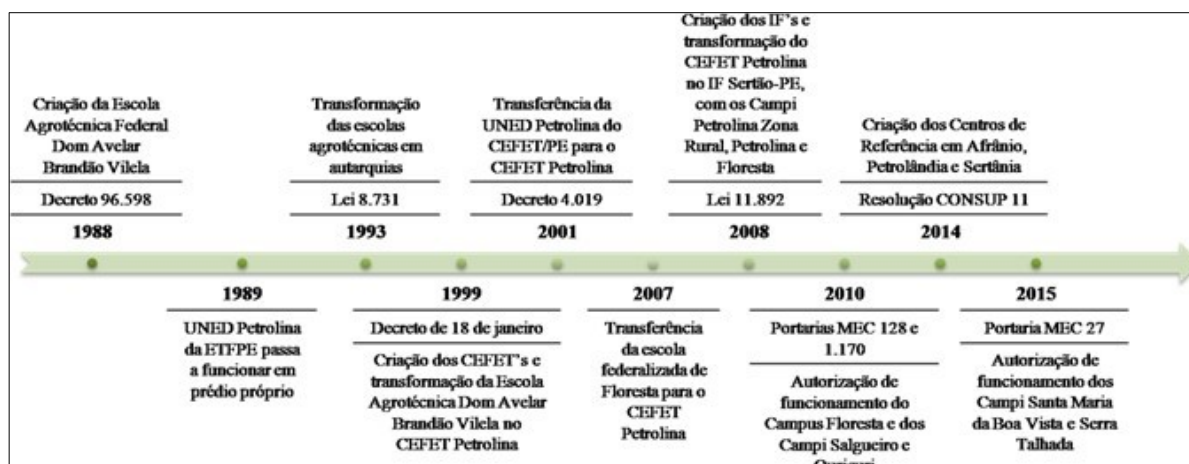 Criação da Escola
Agrotécnica Federal
Dom Avelar
Brandão Vilela
Decreto 96.598
1988
UNED Petrolina
da ETFPE passa
a funcionar em
prédio próprio
1989
Transformação
das escolas
agrotécnicas em
autarquias
Lei 8.731
1993
1999
Decreto de 18 de janeiro
Criação dos CEFET's e
transformação da Escola
Agrotécnica Dom Avelar
Brandão Vilela no
CEFET Petrolina
Transferência da
UNED Petrolina do
CEFET/PE para o
CEFET Petrolina
Decreto 4.019
2001
2007
Transferência
da escola
federalizada de
Floresta para o
CEFET
Petrolina
Criação dos IF's e
transformação do
CEFET Petrolina
no IF Sertão-PE,
com os Campi
Petrolina Zona
Rural, Petrolina e
Floresta
Lei 11.892
2008
2010
Portarias MEC 128 e
1.170
Autorização de
funcionamento do
Campus Floresta e dos
Campi Salgueiro e
Criação dos Centros de
Referência em Afrânio,
Petrolândia e Sertânia
Resolução CONSUP 11
2014
2015
Portaria MEC 27
Autorização de
funcionamento dos
Campi Santa Maria
da Boa Vista e Serra
Talhada